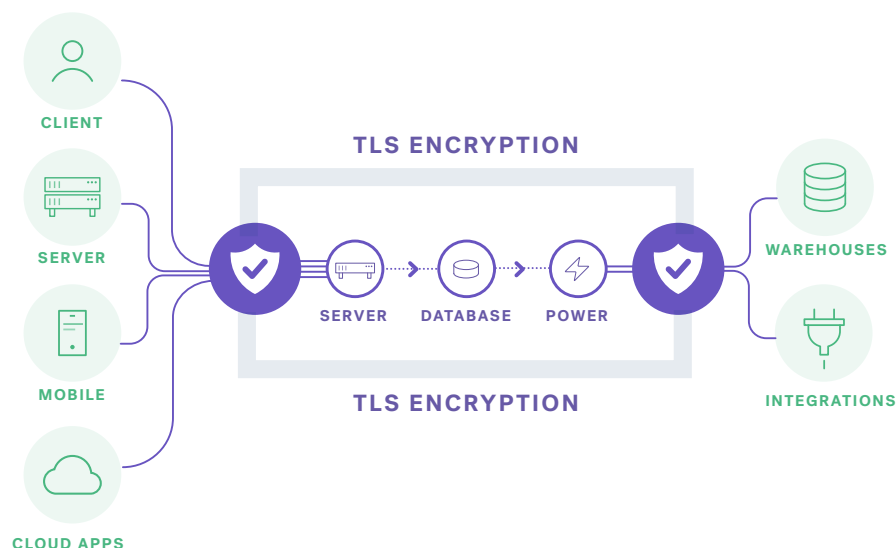 CLIENT
SERVER
MOBILE
CLOUD APPS
TLS ENCRYPTION
SERVER
DATABASE
POWER
TLS ENCRYPTION
WAREHOUSES
INTEGRATIONS